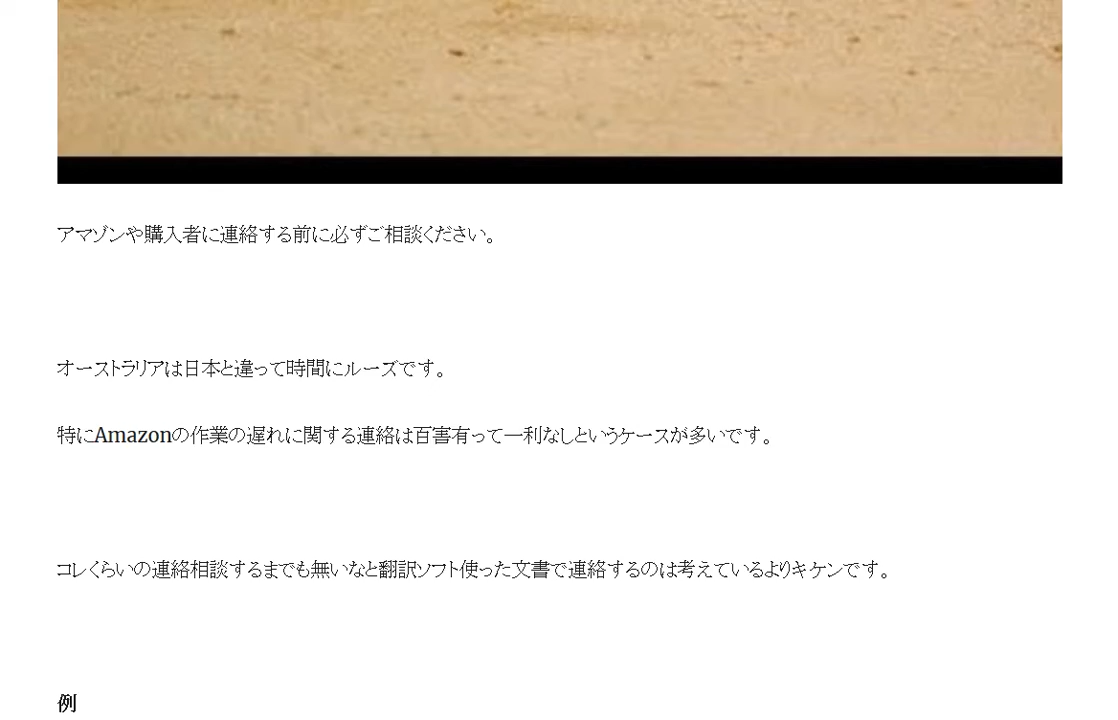 アマゾンや購入者に連絡する前に必ずご相談ください。
オーストラリアは日本と違って時間にルーズです。
特にAmazonの作業の遅れに関する連絡は百害有って一利なしというケースが多いです。
コレくらいの連絡相談するまでも無いなと翻訳ソフト使った文書で連絡するのは考えているよりキケンです。
例